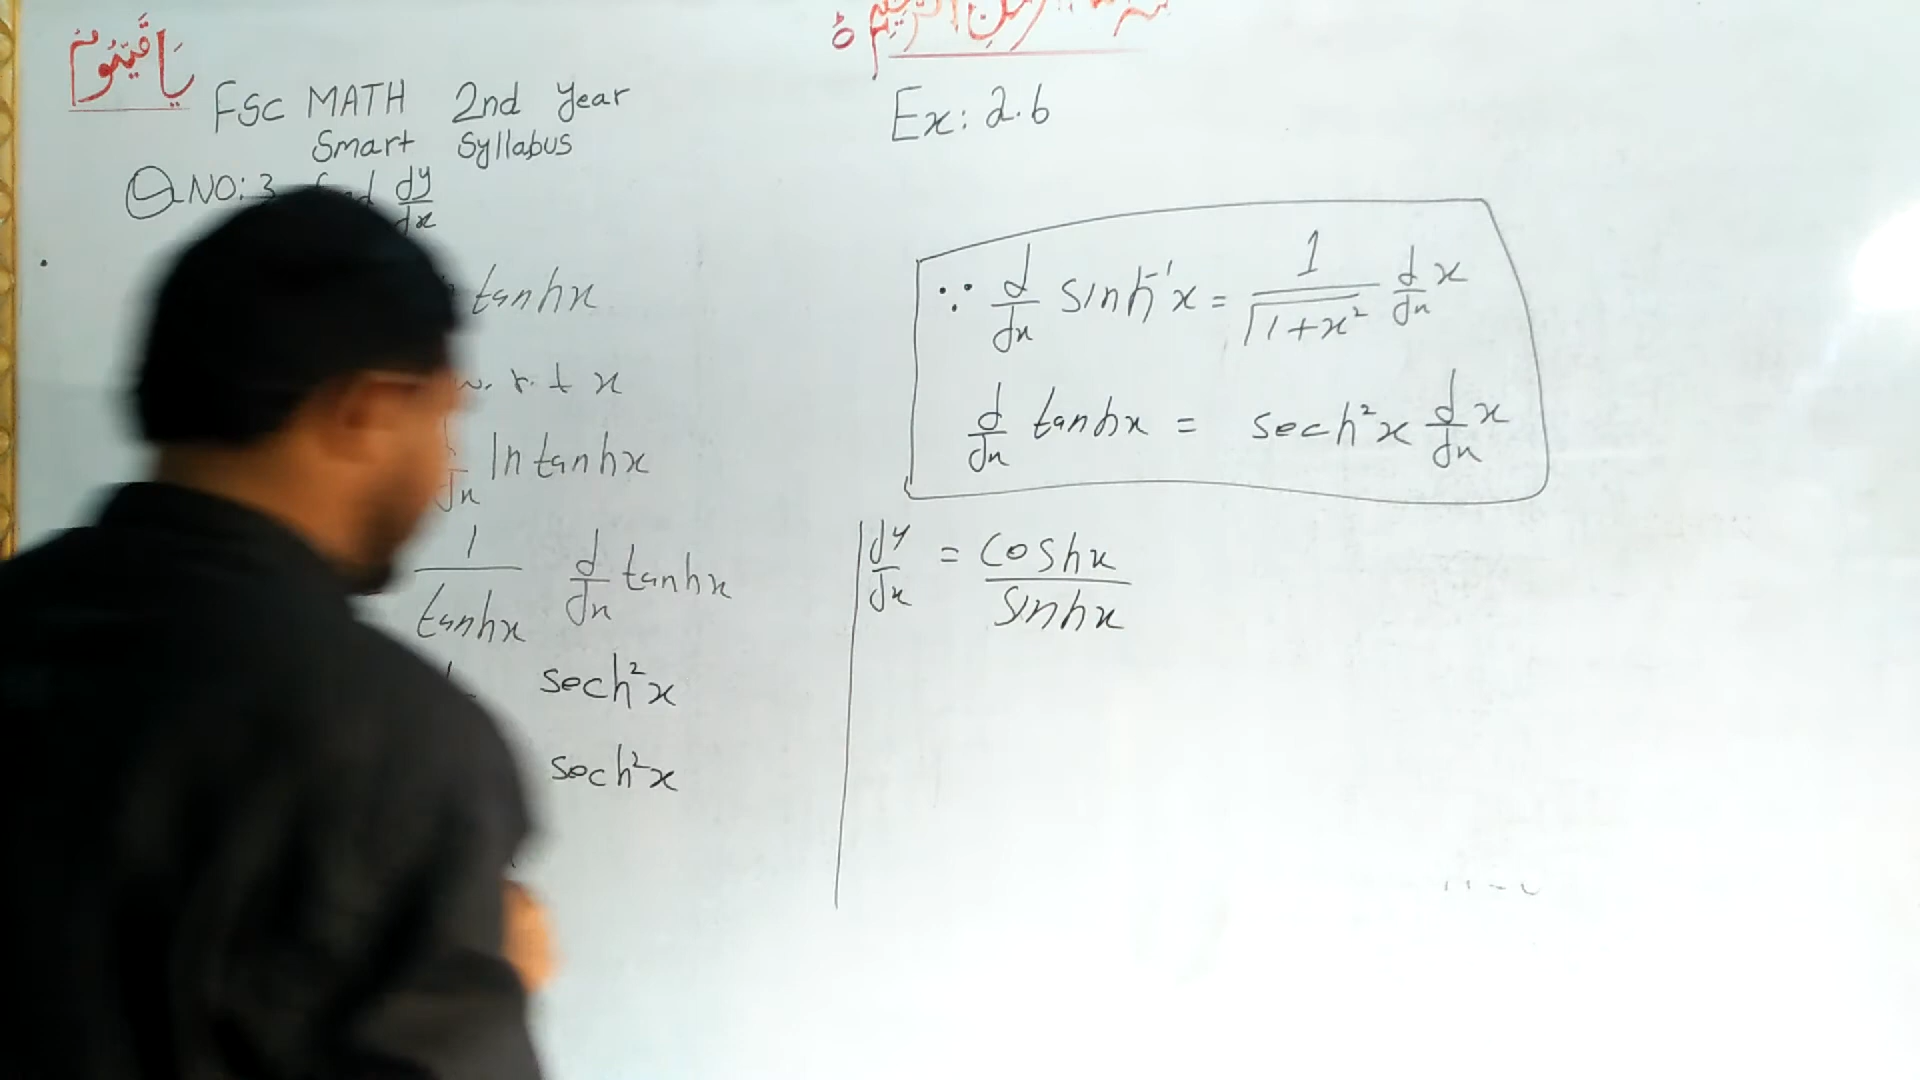 یَا قَیُّوْمُ
FSc MATH 2nd Year
Smart Syllabus
Q NO: 3 find dy/dx
tanhx
w. r. t x
ln tanhx
1/tanhx d/dx tanhx
sech²x
sech²x
Ex: 2.6
∵ d/dx sinh⁻¹x = 1/√1+x² d/dx x
d/dx tanhx = sech²x d/dx x
dy/dx = coshx/sinhx